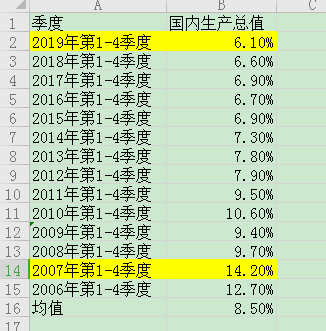 A B C
1 季度 国内生产总值
2 2019年第1-4季度 6.10%
3 2018年第1-4季度 6.60%
4 2017年第1-4季度 6.90%
5 2016年第1-4季度 6.70%
6 2015年第1-4季度 6.90%
7 2014年第1-4季度 7.30%
8 2013年第1-4季度 7.80%
9 2012年第1-4季度 7.90%
10 2011年第1-4季度 9.50%
11 2010年第1-4季度 10.60%
12 2009年第1-4季度 9.40%
13 2008年第1-4季度 9.70%
14 2007年第1-4季度 14.20%
15 2006年第1-4季度 12.70%
16 均值 8.50%
17